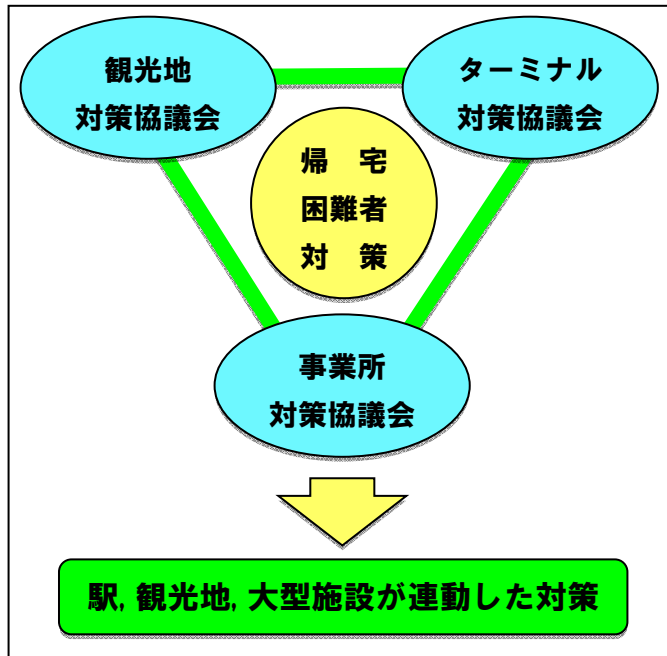 観光地
対策協議会
ターミナル
対策協議会
帰　宅
困難者
対　策
事業所
対策協議会
駅, 観光地, 大型施設が連動した対策